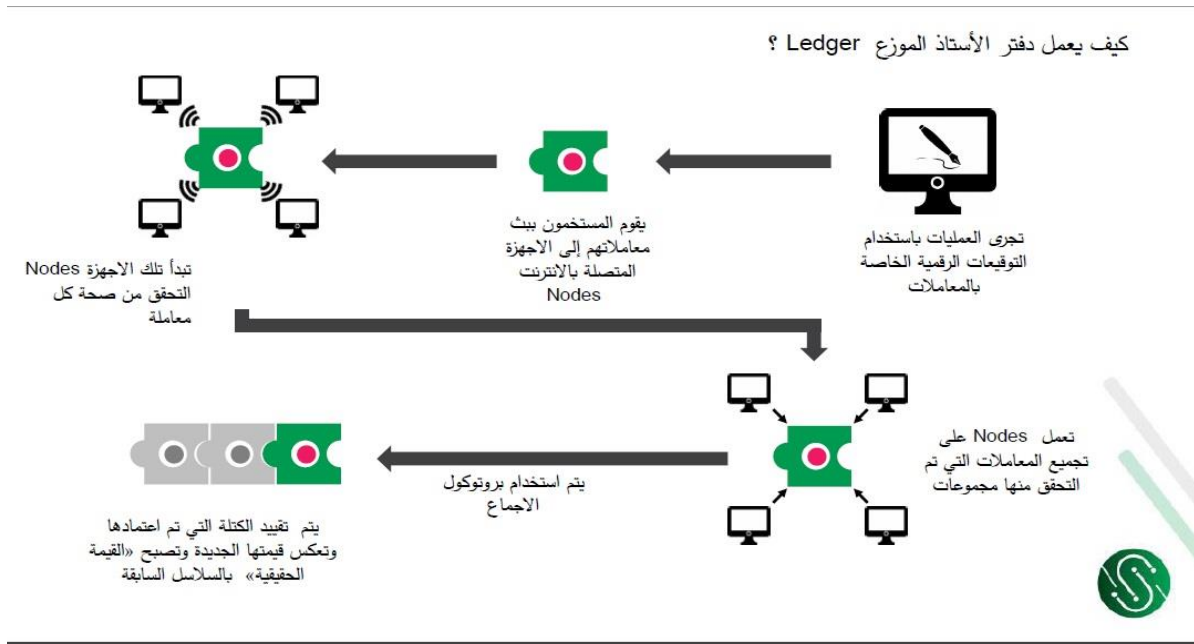 كيف يعمل دفتر الأستاذ الموزع Ledger ؟
تجرى العمليات باستخدام
التوقيعات الرقمية الخاصة
بالمعاملات
يقوم المستخمون ببث
معاملاتهم إلى الاجهزة
المتصلة بالانترنت
Nodes
تبدأ تلك الاجهزة Nodes
التحقق من صحة كل
معاملة
تعمل Nodes على
تجميع المعاملات التي تم
التحقق منها مجموعات
يتم استخدام بروتوكول
الاجماع
يتم تقييد الكتلة التي تم اعتمادها
وتعكس قيمتها الجديدة وتصبح «القيمة
الحقيقية» بالسلاسل السابقة